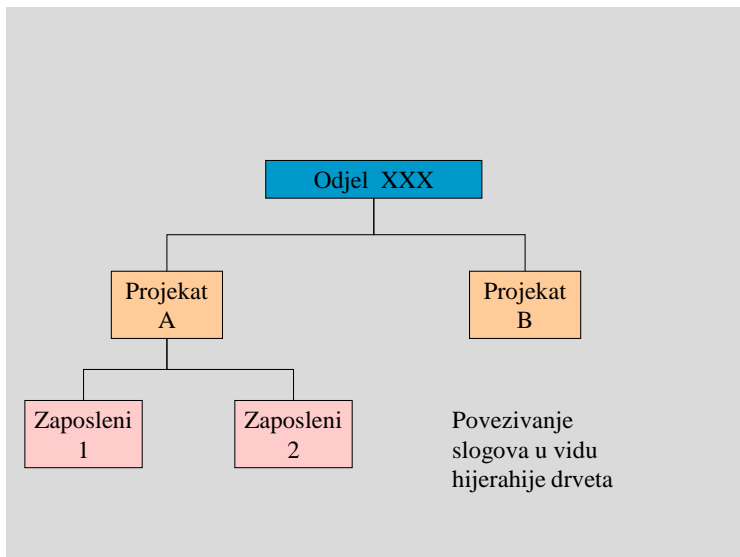 Odjel  XXX
Projekat
A
Projekat
B
Zaposleni
1
Zaposleni
2
Povezivanje
slogova u vidu
hijerahije drveta